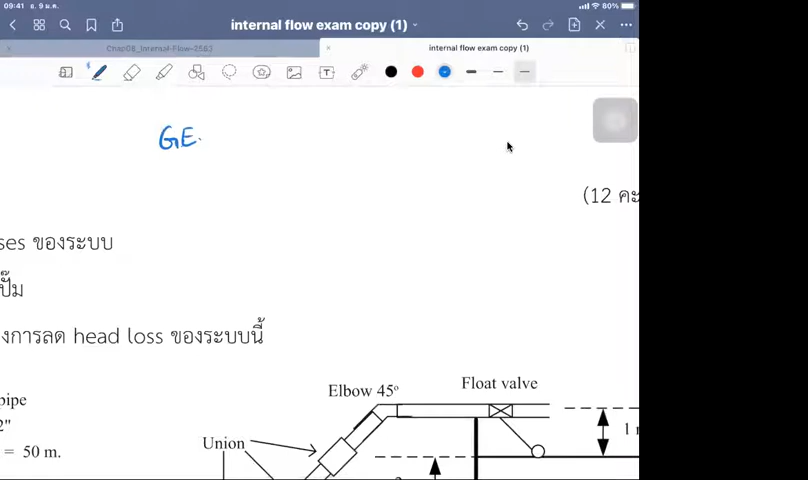 09:41 อ. 9 ม.ค.
80%
internal flow exam copy (1)
Chap08_Internal-Flow-2563
internal flow exam copy (1)
T
GE.
(12 คะ
ses ของระบบ
ปั๊ม
งการลด head loss ของระบบนี้
pipe
2"
= 50 m.
Elbow 45°
Float valve
Union
1